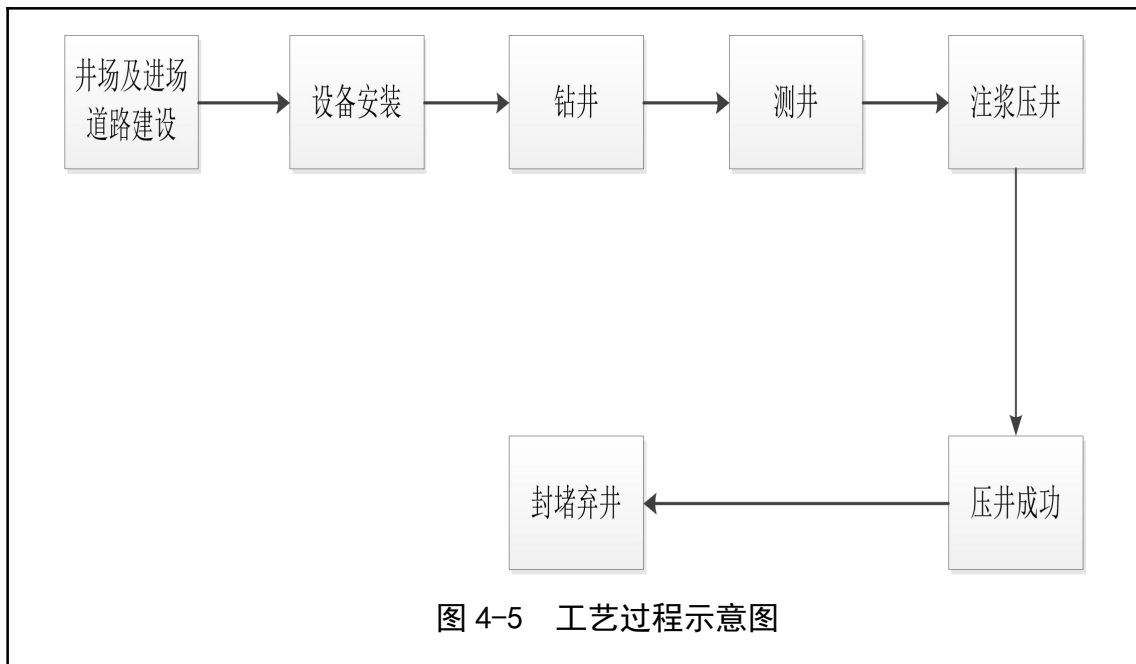 井场及进场
道路建设
设备安装
钻井
测井
注浆压井
封堵弃井
压井成功
图 4-5 工艺过程示意图